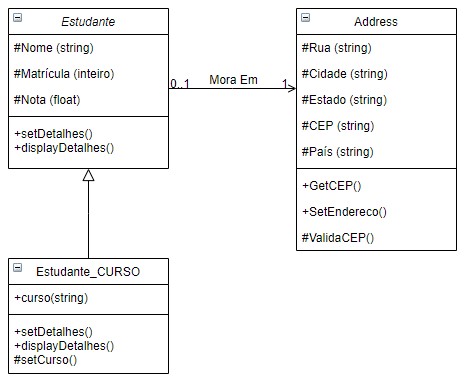 Estudante
#Nome (string)
#Matrícula (inteiro)
#Nota (float)
+setDetalhes()
+displayDetalhes()
0..1
Mora Em
1
Address
#Rua (string)
#Cidade (string)
#Estado (string)
#CEP (string)
#País (string)
+GetCEP()
+SetEndereco()
#ValidaCEP()
Estudante_CURSO
+curso(string)
+setDetalhes()
+displayDetalhes()
#setCurso()